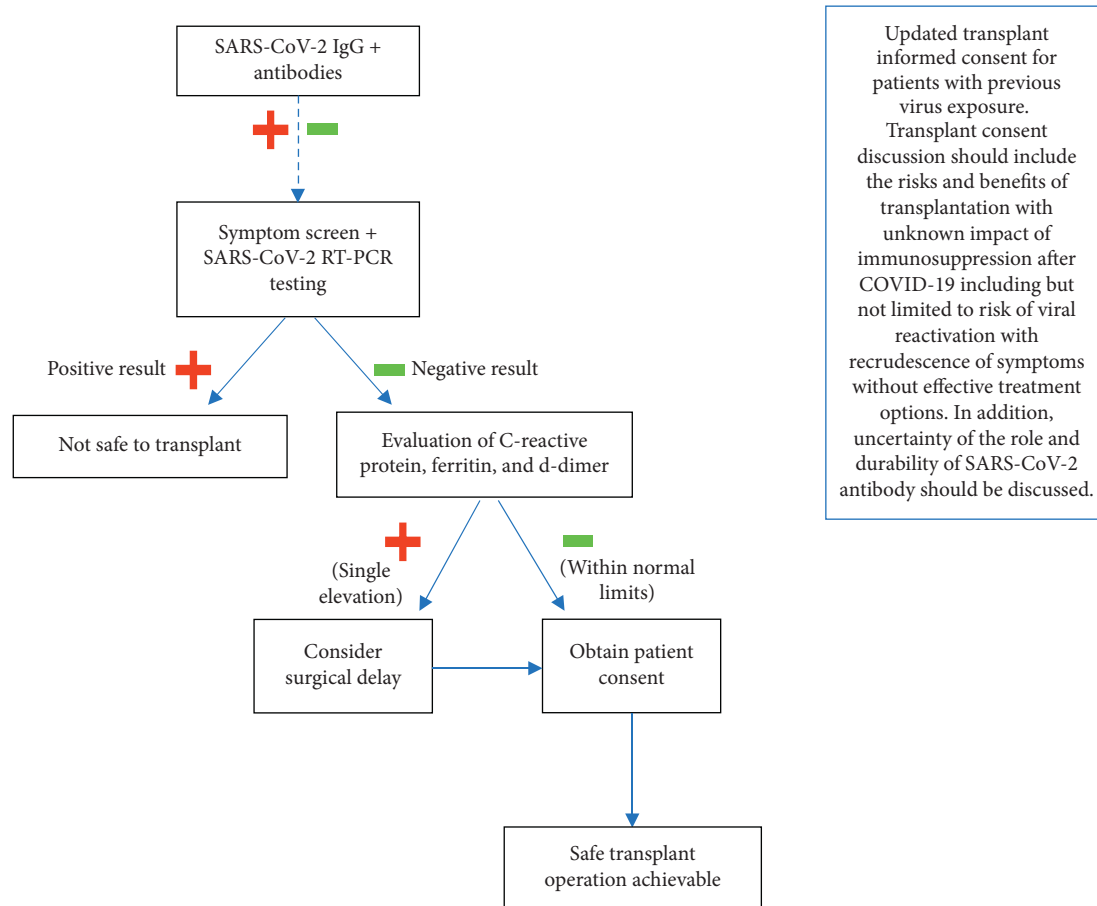 SARS-CoV-2 IgG +
antibodies
Symptom screen +
SARS-CoV-2 RT-PCR
testing
Positive result
Negative result
Not safe to transplant
Evaluation of C-reactive
protein, ferritin, and d-dimer
(Single
elevation)
(Within normal
limits)
Consider
surgical delay
Obtain patient
consent
Safe transplant
operation achievable
Updated transplant
informed consent for
patients with previous
virus exposure.
Transplant consent
discussion should include
the risks and benefits of
transplantation with
unknown impact of
immunosuppression after
COVID-19 including but
not limited to risk of viral
reactivation with
recrudescence of symptoms
without effective treatment
options. In addition,
uncertainty of the role and
durability of SARS-CoV-2
antibody should be discussed.